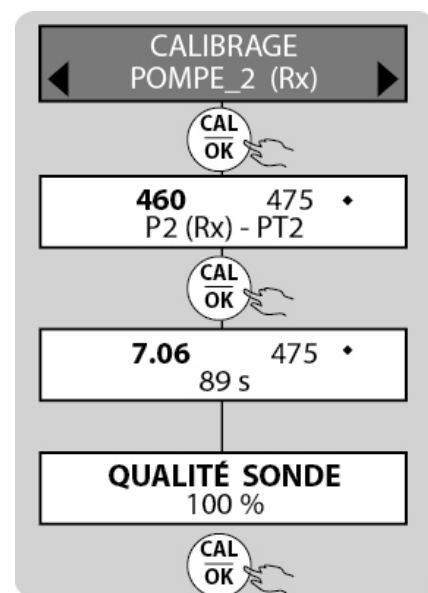 CALIBRAGE
POMPE_2 (Rx)
CAL
OK
460 475
P2 (Rx) - PT2
CAL
OK
7.06 475
89 s
QUALITÉ SONDE
100 %
CAL
OK